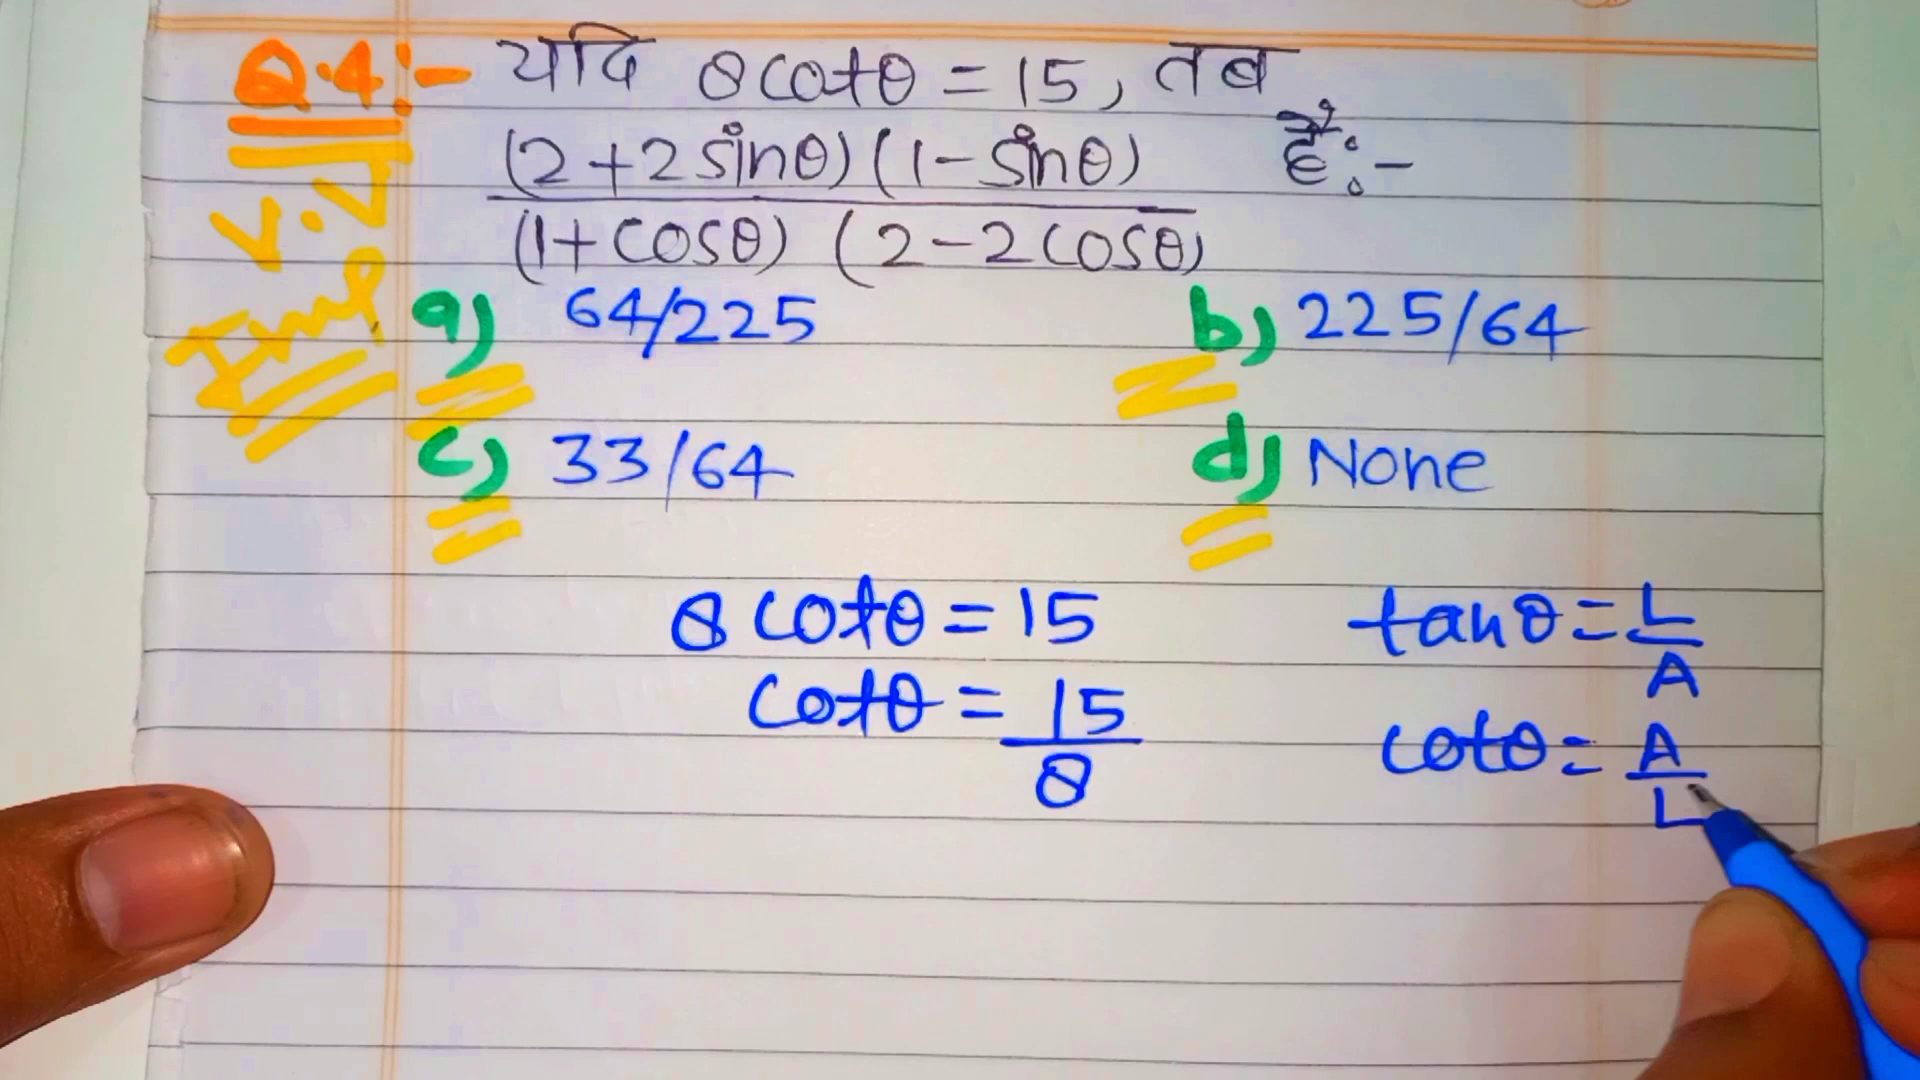 Q.4:- यदि 8cotθ = 15, तब
(2+2sinθ)(1-sinθ) है:-
(1+cosθ) (2-2cosθ)
V.V
Imp
a) 64/225 b) 225/64
c) 33/64 d) None
8cotθ = 15 tanθ = L
cotθ = 15 A
8 cotθ = A
L